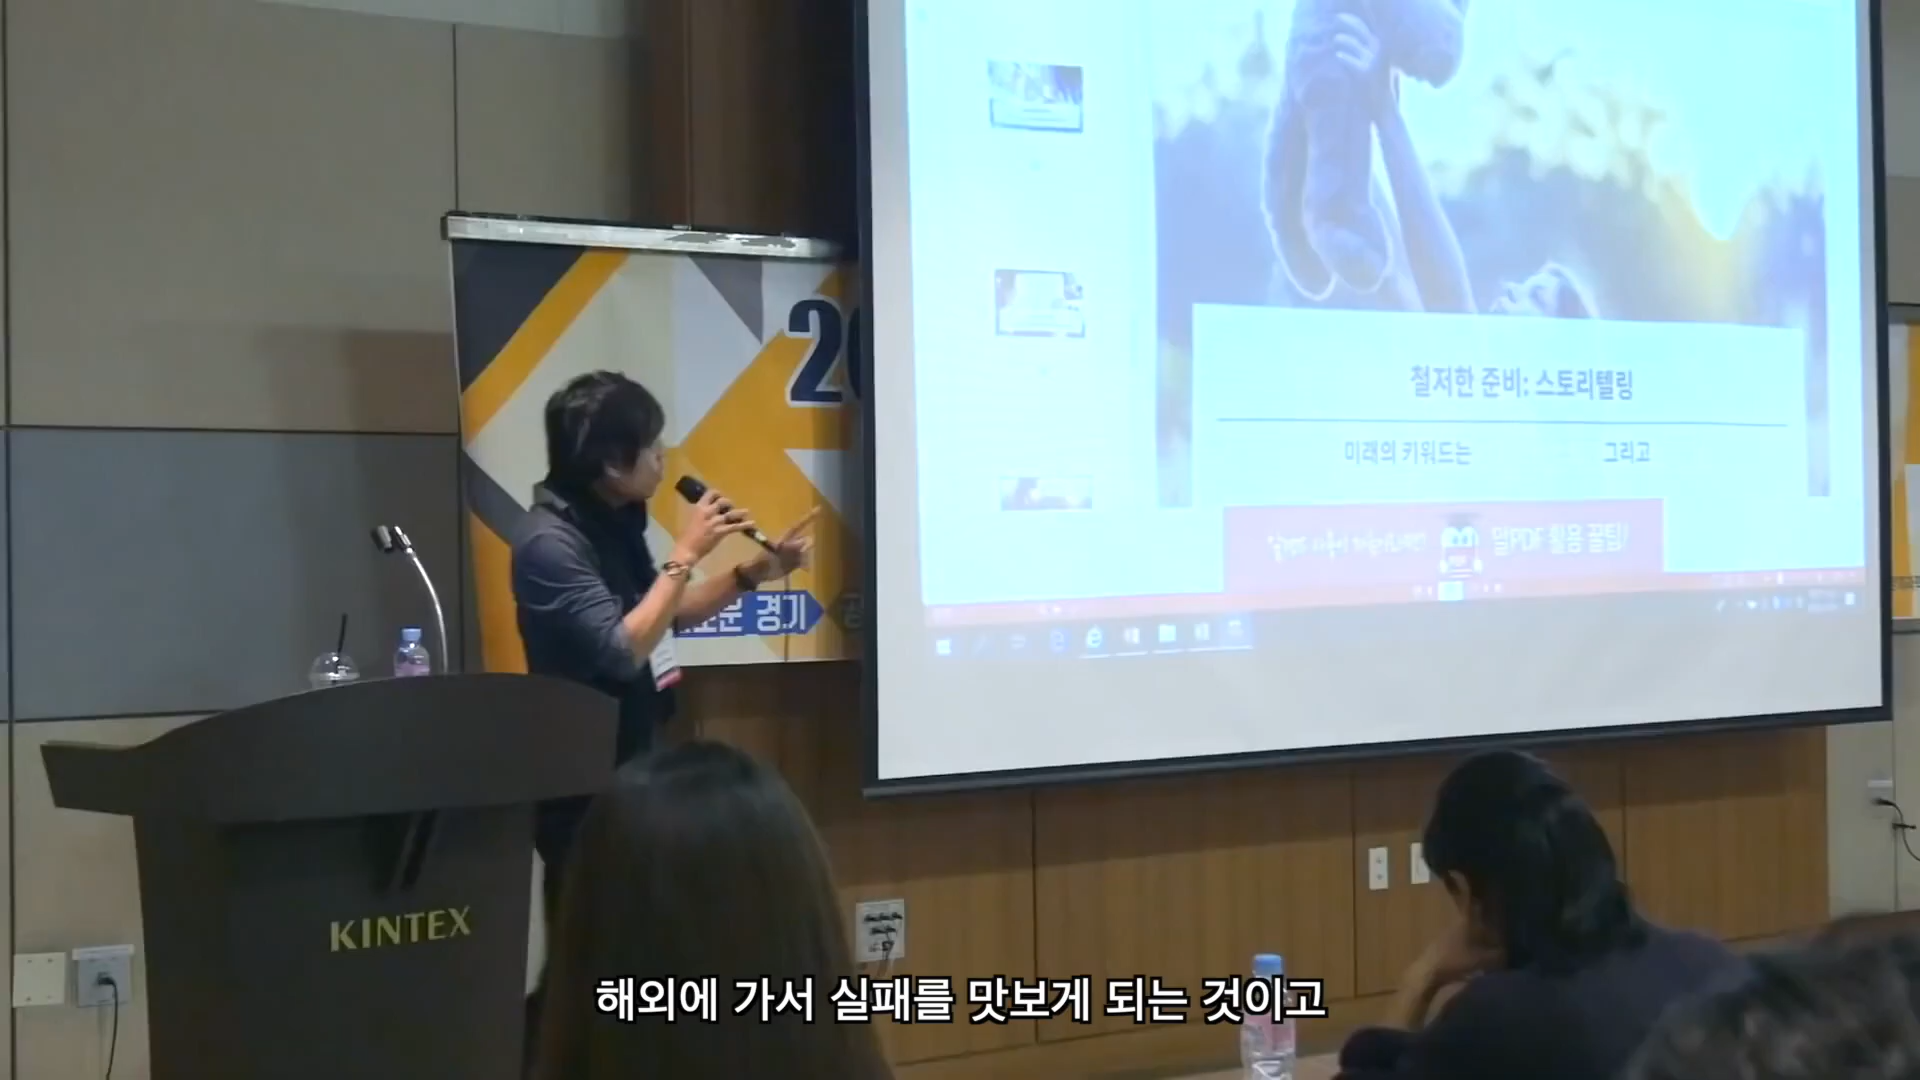 20
철저한 준비: 스토리텔링
미래의 키워드는 그리고
알PDF 활용 꿀팁!
경기
KINTEX
해외에 가서 실패를 맛보게 되는 것이고